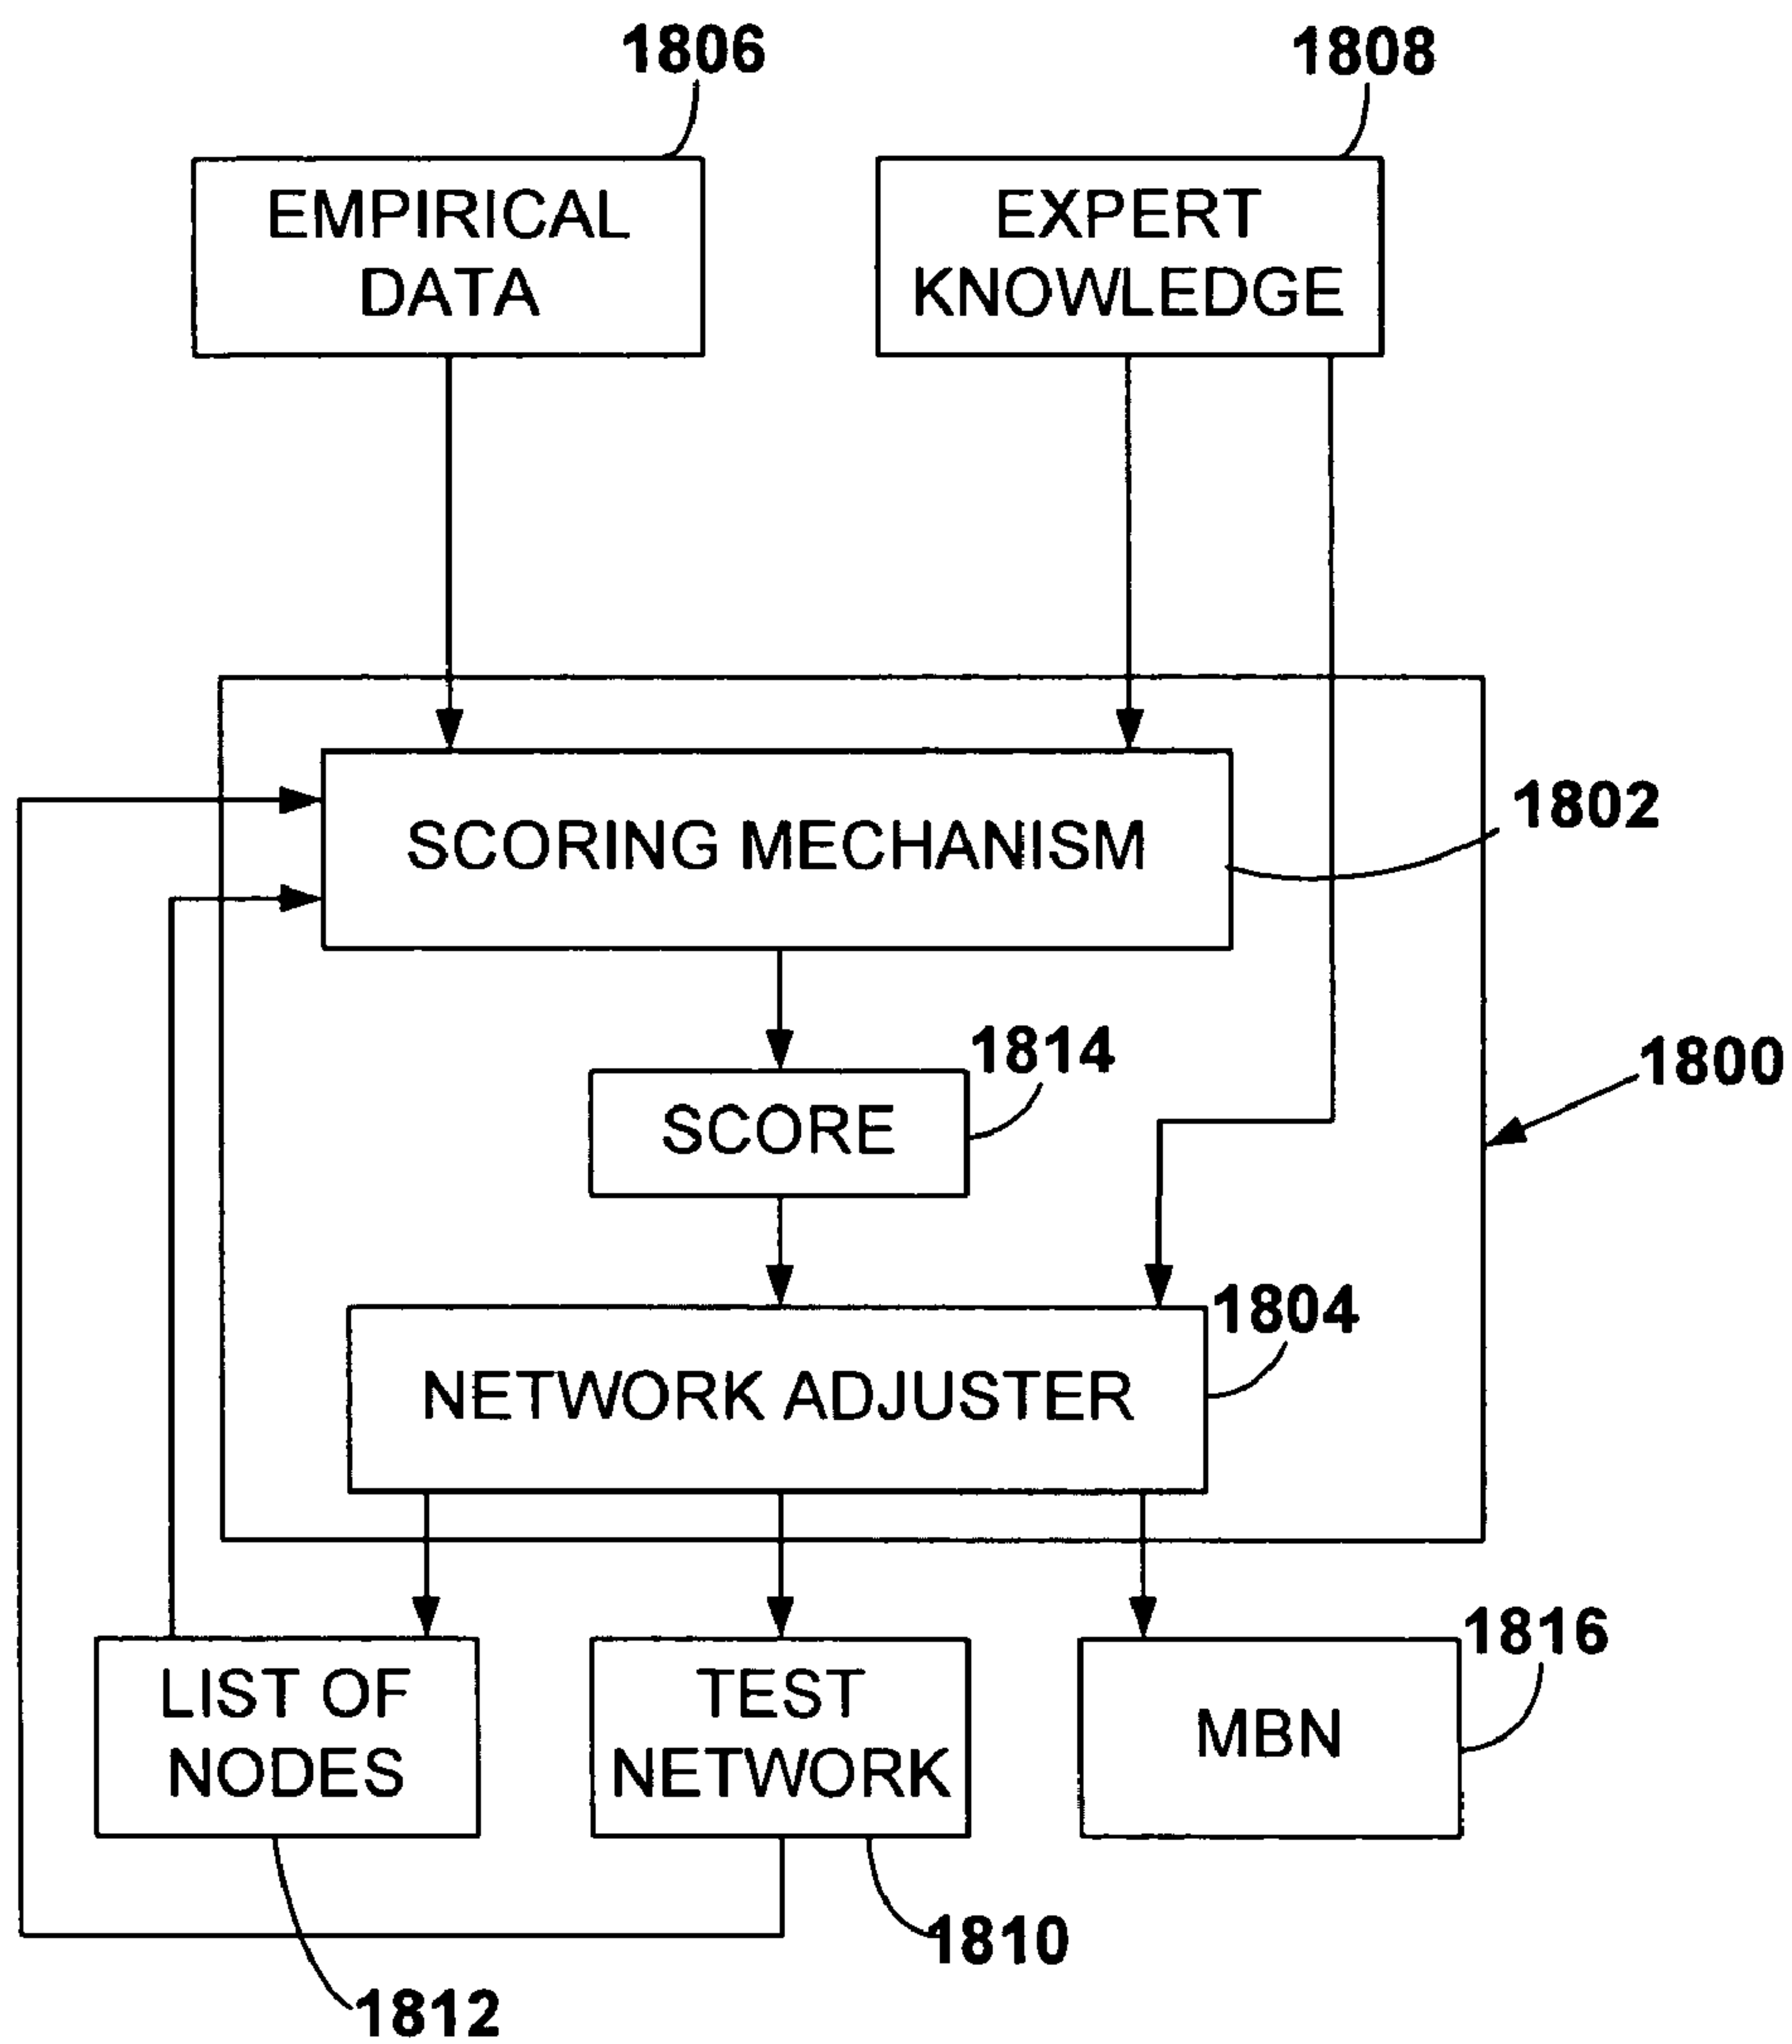 1806
1808
EMPIRICAL
DATA
EXPERT
KNOWLEDGE
1802
SCORING MECHANISM
1814
1800
SCORE
1804
NETWORK ADJUSTER
1816
LIST OF
NODES
TEST
NETWORK
MBN
1810
1812